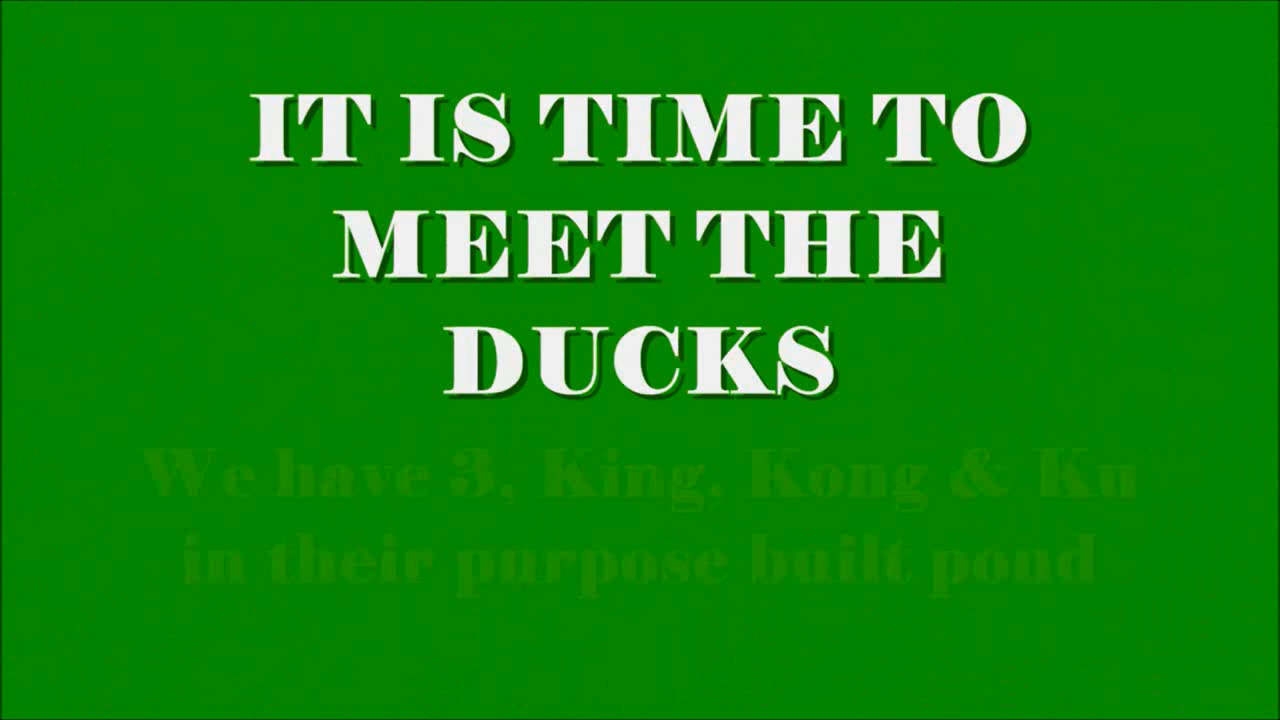 IT IS TIME TO
MEET THE
DUCKS
We have 3, King, Kong & Ku
in their purpose built pond